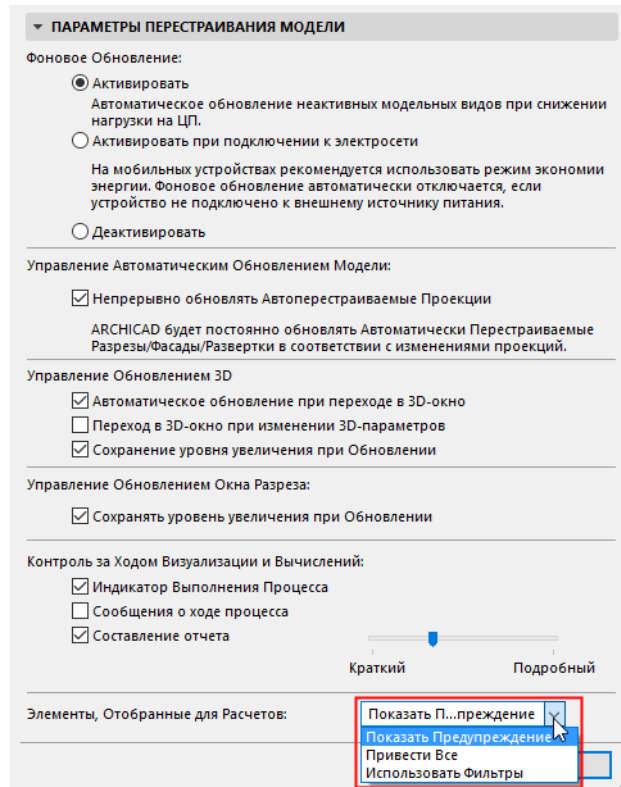 ПАРАМЕТРЫ ПЕРЕСТРАИВАНИЯ МОДЕЛИ
Фоновое Обновление:
Активировать
Автоматическое обновление неактивных модельных видов при снижении
нагрузки на ЦП.
Активировать при подключении к электросети
На мобильных устройствах рекомендуется использовать режим экономии
энергии. Фоновое обновление автоматически отключается, если
устройство не подключено к внешнему источнику питания.
Деактивировать
Управление Автоматическим Обновлением Модели:
Непрерывно обновлять Автоперестраиваемые Проекции
ARCHICAD будет постоянно обновлять Автоматически Перестраиваемые
Разрезы/Фасады/Развертки в соответствии с изменениями проекций.
Управление Обновлением 3D
Автоматическое обновление при переходе в 3D-окно
Переход в 3D-окно при изменении 3D-параметров
Сохранение уровня увеличения при Обновлении
Управление Обновлением Окна Разреза:
Сохранять уровень увеличения при Обновлении
Контроль за Ходом Визуализации и Вычислений:
Индикатор Выполнения Процесса
Сообщения о ходе процесса
Составление отчета
Краткий Подробный
Элементы, Отобранные для Расчетов: Показать П...преждение
Показать Предупреждение
Привести Все
Использовать Фильтры